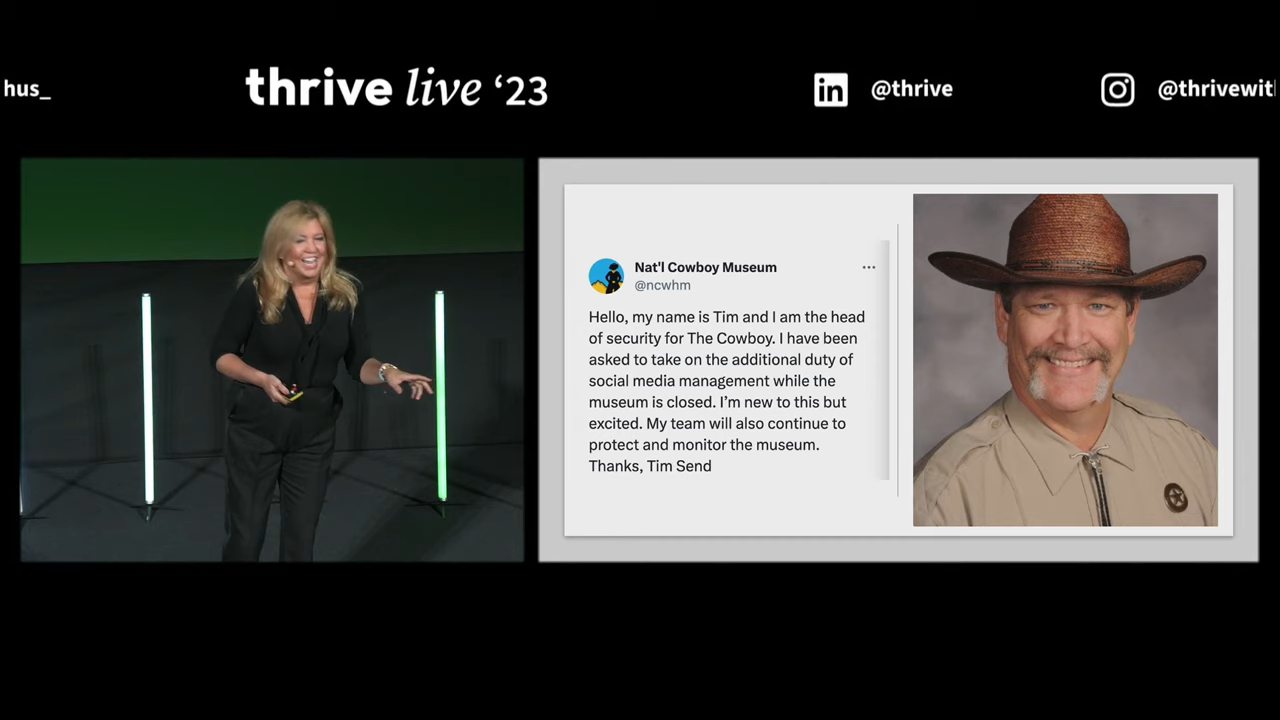 hus_
thrive live ‘23
in
@thrive
@thrivewit
Nat'l Cowboy Museum
@ncwhm
Hello, my name is Tim and I am the head
of security for The Cowboy. I have been
asked to take on the additional duty of
social media management while the
museum is closed. I’m new to this but
excited. My team will also continue to
protect and monitor the museum.
Thanks, Tim Send